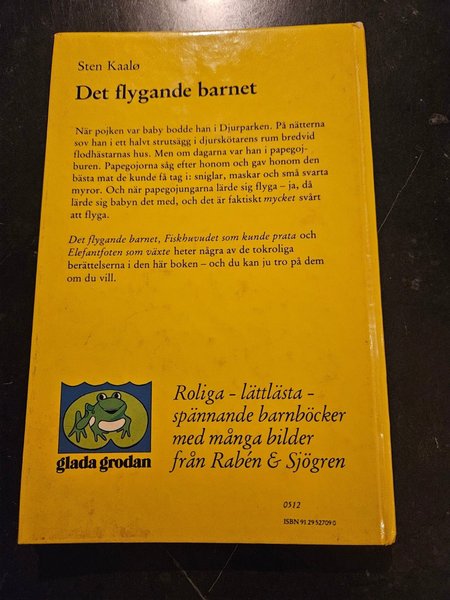 Sten Kaalø
Det flygande barnet
När pojken var baby bodde han i Djurparken. På nätterna
sov han i ett halvt strutsägg i djurskötarens rum bredvid
flodhästarnas hus. Men om dagarna var han i papegoj-
buren. Papegojorna såg efter honom och gav honom den
bästa mat de kunde få tag i: sniglar, maskar och små svarta
myror. Och när papegojungarna lärde sig flyga – ja, då
lärde sig babyn det med, och det är faktiskt mycket svårt
att flyga.
Det flygande barnet, Fiskhuvudet som kunde prata och
Elefantfoten som växte heter några av de tokroliga
berättelserna i den här boken – och du kan ju tro på dem
om du vill.
Roliga - lättlästa -
spännande barnböcker
med många bilder
från Rabén & Sjögren
glada grodan
0512
ISBN 91 29 52709 0